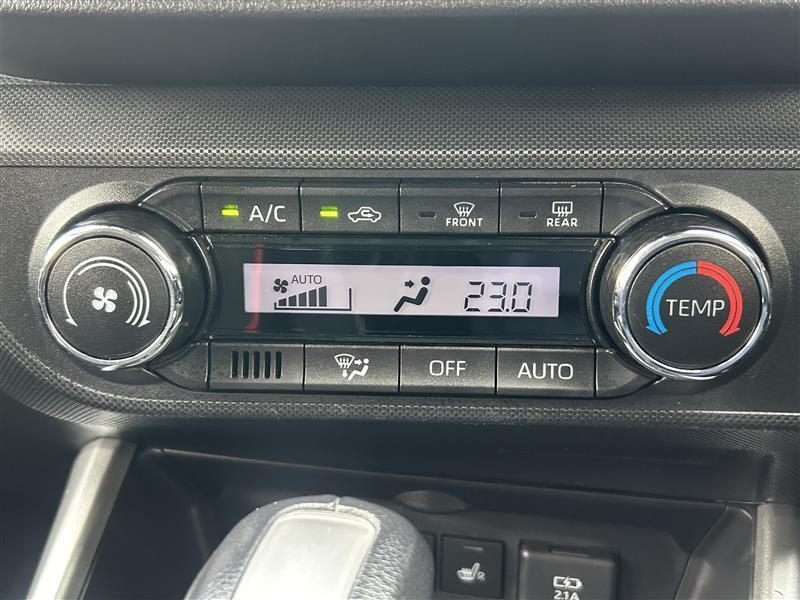 A/C
FRONT
REAR
AUTO
23.0
TEMP
OFF
AUTO
R
2.1A